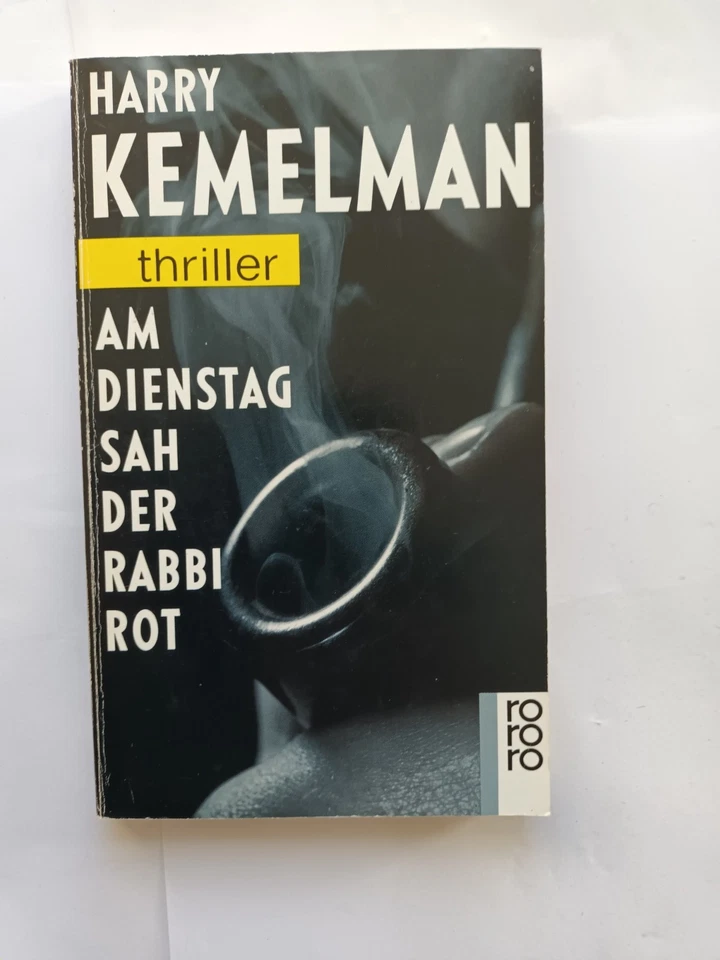 HARRY
KEMELMAN
thriller
AM
DIENSTAG
SAH
DER
RABBI
ROT
ro
ro
ro